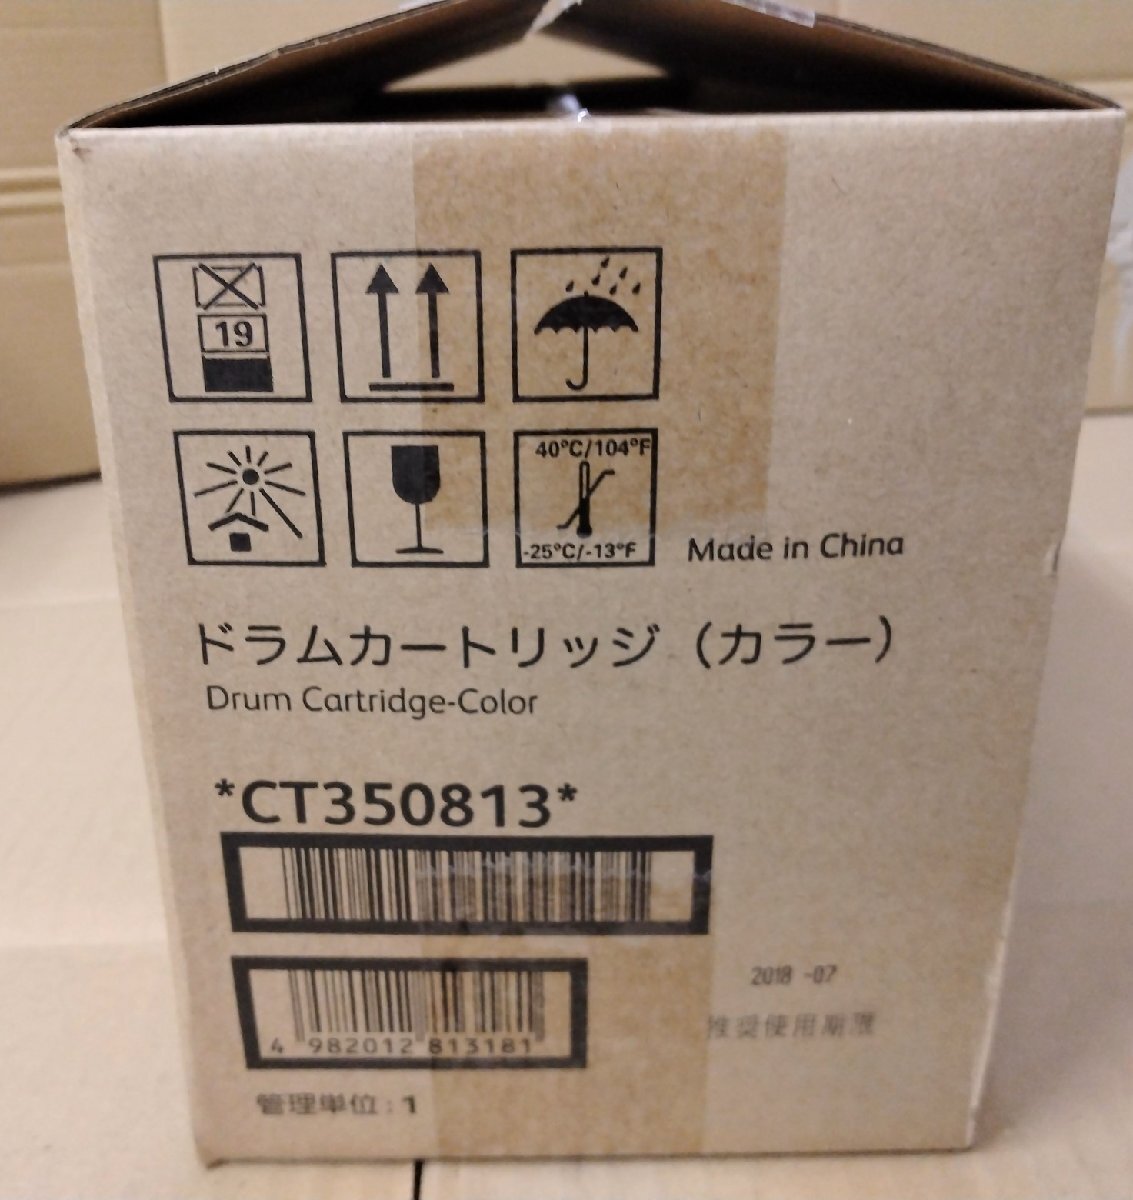 19
40°C/104°F
-25°C/-13°F
Made in China
ドラムカートリッジ（カラー）
Drum Cartridge-Color
*CT350813*
4 982012 813181
2018 -07
推奨使用期限
管理単位：1